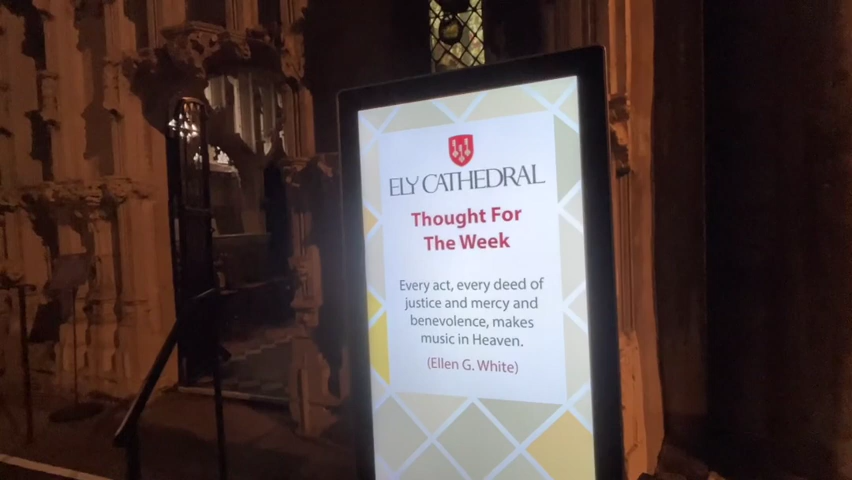 ELY CATHEDRAL
Thought For
The Week
Every act, every deed of
justice and mercy and
benevolence, makes
music in Heaven.
(Ellen G. White)